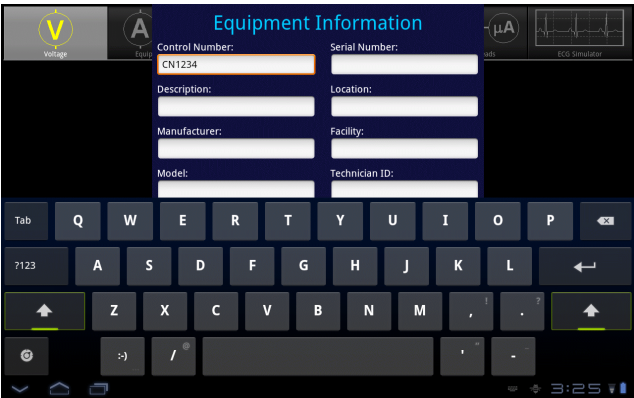 Equipment Information
V
Voltage
A
Equip
µA
ads
ECG Simulator
Control Number:
Serial Number:
CN1234
Description:
Location:
Manufacturer:
Facility:
Model:
Technician ID:
Tab Q W E R T Y U I O P
?123 A S D F G H J K L
Z X C V B N M , ! . ?
:-) / @ ' " - _
3:25